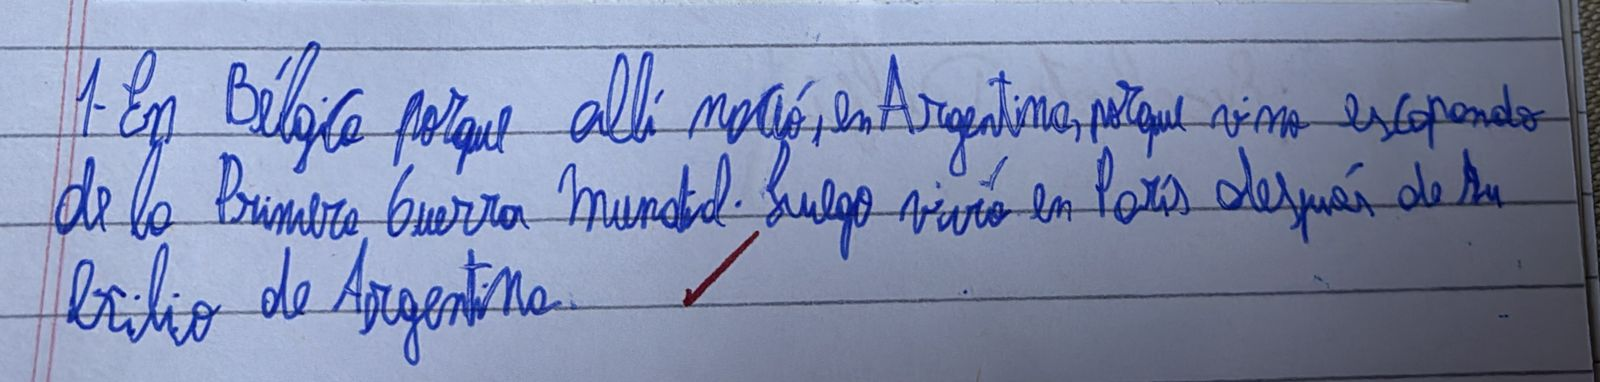 1- En Bélgica porque allí nació, en Argentina, porque vino escapando
de la Primera Guerra Mundial. Luego vivió en París después de su
exilio de Argentina.